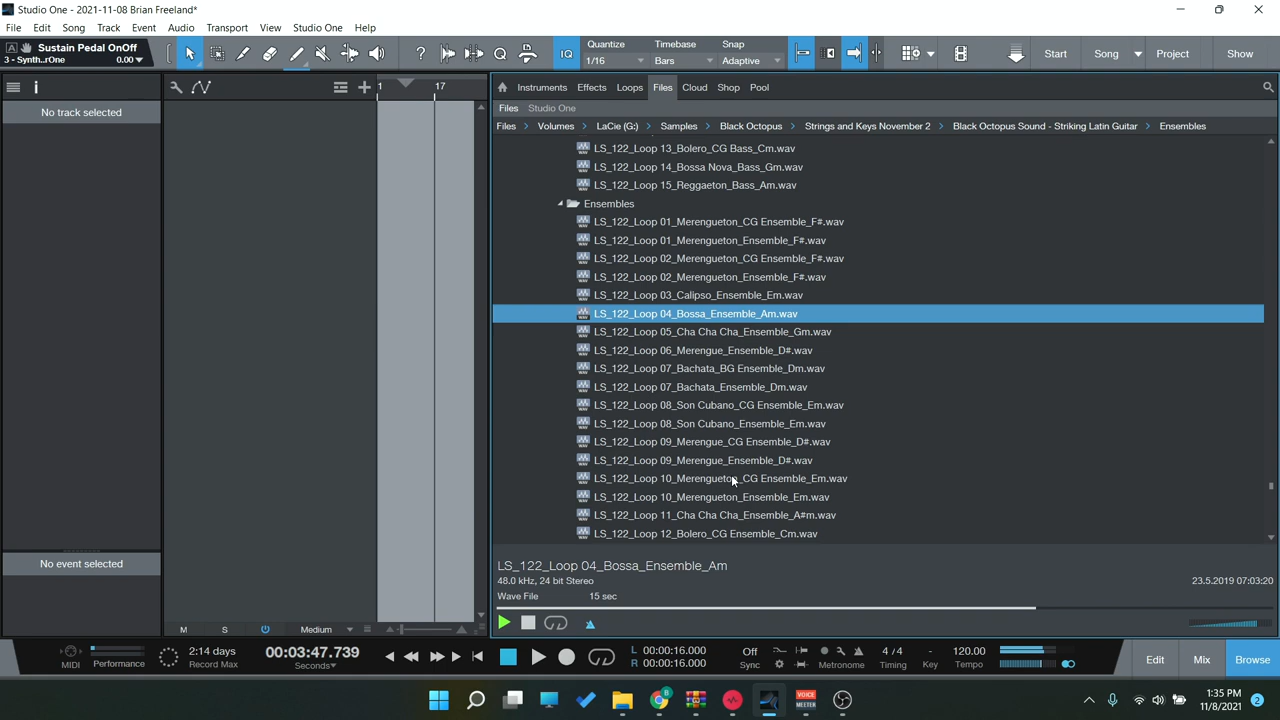 Studio One - 2021-11-08 Brian Freeland*
File Edit Song Track Event Audio Transport View Studio One Help
A Sustain Pedal OnOff
3 - Synth..rOne 0.00
? IQ Quantize Timebase Snap
1/16 Bars Adaptive
Start Song Project Show
i 1 17
Instruments Effects Loops Files Cloud Shop Pool
No track selected
Files Studio One
Files Volumes LaCie (G:) Samples Black Octopus Strings and Keys November 2 Black Octopus Sound - Striking Latin Guitar Ensembles
LS_122_Loop 13_Bolero_CG Bass_Cm.wav
LS_122_Loop 14_Bossa Nova_Bass_Gm.wav
LS_122_Loop 15_Reggaeton_Bass_Am.wav
Ensembles
LS_122_Loop 01_Merengueton_CG Ensemble_F#.wav
LS_122_Loop 01_Merengueton_Ensemble_F#.wav
LS_122_Loop 02_Merengueton_CG Ensemble_F#.wav
LS_122_Loop 02_Merengueton_Ensemble_F#.wav
LS_122_Loop 03_Calipso_Ensemble_Em.wav
LS_122_Loop 04_Bossa_Ensemble_Am.wav
LS_122_Loop 05_Cha Cha Cha_Ensemble_Gm.wav
LS_122_Loop 06_Merengue_Ensemble_D#.wav
LS_122_Loop 07_Bachata_BG Ensemble_Dm.wav
LS_122_Loop 07_Bachata_Ensemble_Dm.wav
LS_122_Loop 08_Son Cubano_CG Ensemble_Em.wav
LS_122_Loop 08_Son Cubano_Ensemble_Em.wav
LS_122_Loop 09_Merengue_CG Ensemble_D#.wav
LS_122_Loop 09_Merengue_Ensemble_D#.wav
LS_122_Loop 10_Merengueton_CG Ensemble_Em.wav
LS_122_Loop 10_Merengueton_Ensemble_Em.wav
LS_122_Loop 11_Cha Cha Cha_Ensemble_A#m.wav
LS_122_Loop 12_Bolero_CG Ensemble_Cm.wav
No event selected
LS_122_Loop 04_Bossa_Ensemble_Am
48.0 kHz, 24 bit Stereo 23.5.2019 07:03:20
Wave File 15 sec
M S Medium
MIDI Performance
2:14 days
Record Max
00:03:47.739
Seconds
L 00:00:16.000
R 00:00:16.000
Off
Sync
Metronome
4 / 4
Timing
-
Key
120.00
Tempo
Edit Mix Browse
VOICE MEETER
1:35 PM
11/8/2021
2